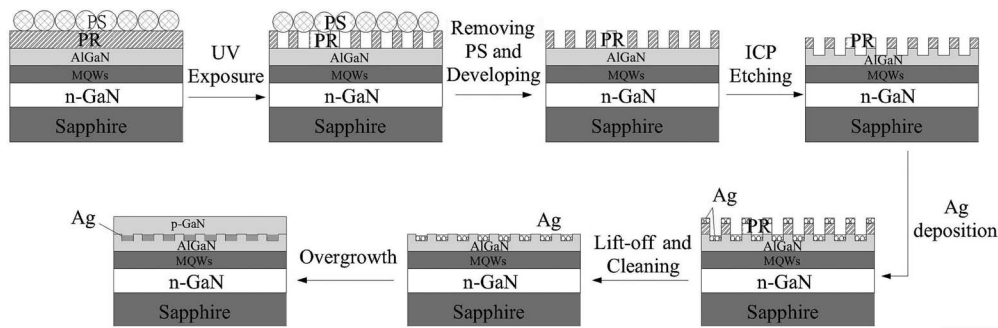 PS
PR
AlGaN
MQWs
n-GaN
Sapphire
UV
Exposure
PS
PR
AlGaN
MQWs
n-GaN
Sapphire
Removing
PS and
Developing
PR
AlGaN
MQWs
n-GaN
Sapphire
ICP
Etching
PR
AlGaN
MQWs
n-GaN
Sapphire
Ag
deposition
Ag
PR
AlGaN
MQWs
n-GaN
Sapphire
Lift-off and
Cleaning
Ag
AlGaN
MQWs
n-GaN
Sapphire
Overgrowth
Ag
p-GaN
AlGaN
MQWs
n-GaN
Sapphire